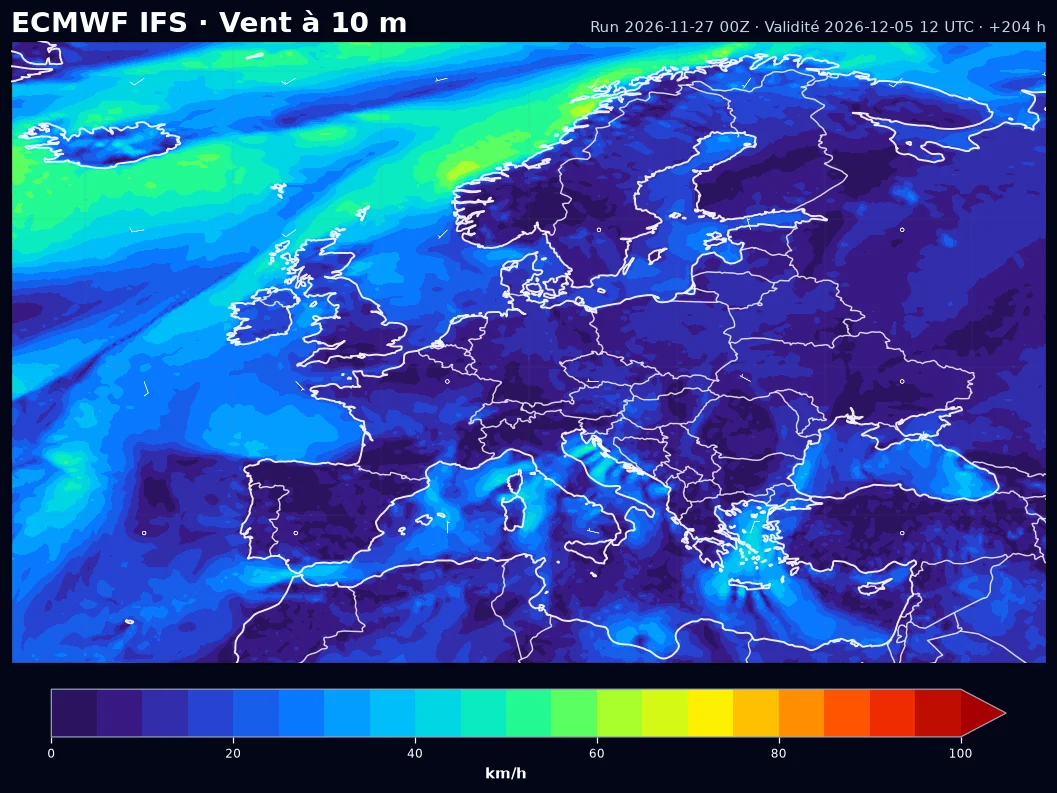 ECMWF IFS · Vent à 10 m
Run 2026-11-27 00Z · Validité 2026-12-05 12 UTC · +204 h
0 20 40 60 80 100
km/h